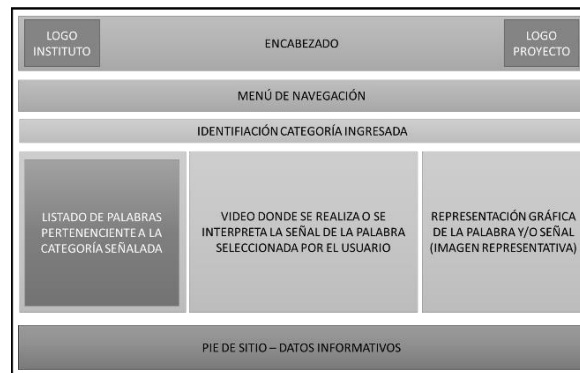 LOGO
INSTITUTO
ENCABEZADO
LOGO
PROYECTO
MENÚ DE NAVEGACIÓN
IDENTIFIACIÓN CATEGORÍA INGRESADA
LISTADO DE PALABRAS
PERTENENCIENTE A LA
CATEGORÍA SEÑALADA
VIDEO DONDE SE REALIZA O SE
INTERPRETA LA SEÑAL DE LA PALABRA
SELECCIONADA POR EL USUARIO
REPRESENTACIÓN GRÁFICA
DE LA PALABRA Y/O SEÑAL
(IMAGEN REPRESENTATIVA)
PIE DE SITIO – DATOS INFORMATIVOS